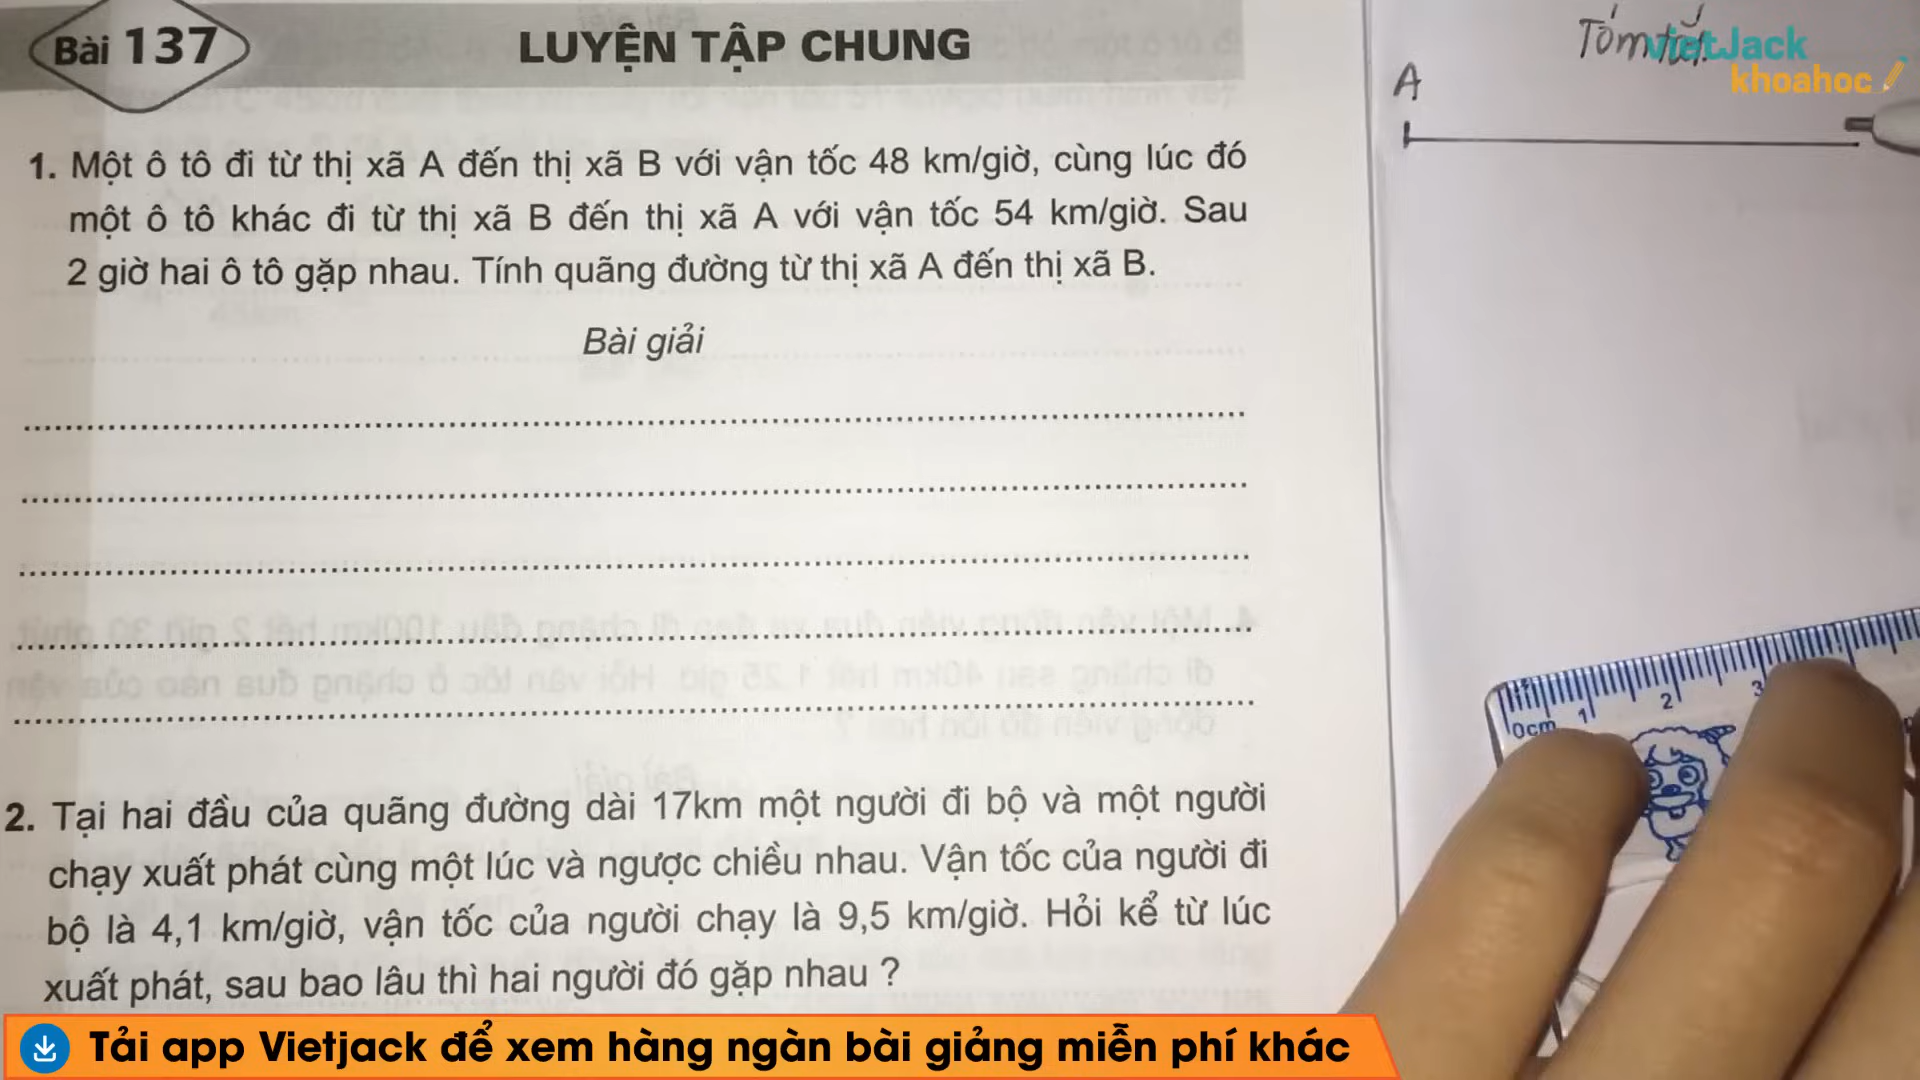 Bài 137
LUYỆN TẬP CHUNG
1. Một ô tô đi từ thị xã A đến thị xã B với vận tốc 48 km/giờ, cùng lúc đó
một ô tô khác đi từ thị xã B đến thị xã A với vận tốc 54 km/giờ. Sau
2 giờ hai ô tô gặp nhau. Tính quãng đường từ thị xã A đến thị xã B.
Bài giải
2. Tại hai đầu của quãng đường dài 17km một người đi bộ và một người
chạy xuất phát cùng một lúc và ngược chiều nhau. Vận tốc của người đi
bộ là 4,1 km/giờ, vận tốc của người chạy là 9,5 km/giờ. Hỏi kể từ lúc
xuất phát, sau bao lâu thì hai người đó gặp nhau ?
Tóm tắt
vietJack
khoahoc
A
0cm 1 2 3
Tải app Vietjack để xem hàng ngàn bài giảng miễn phí khác